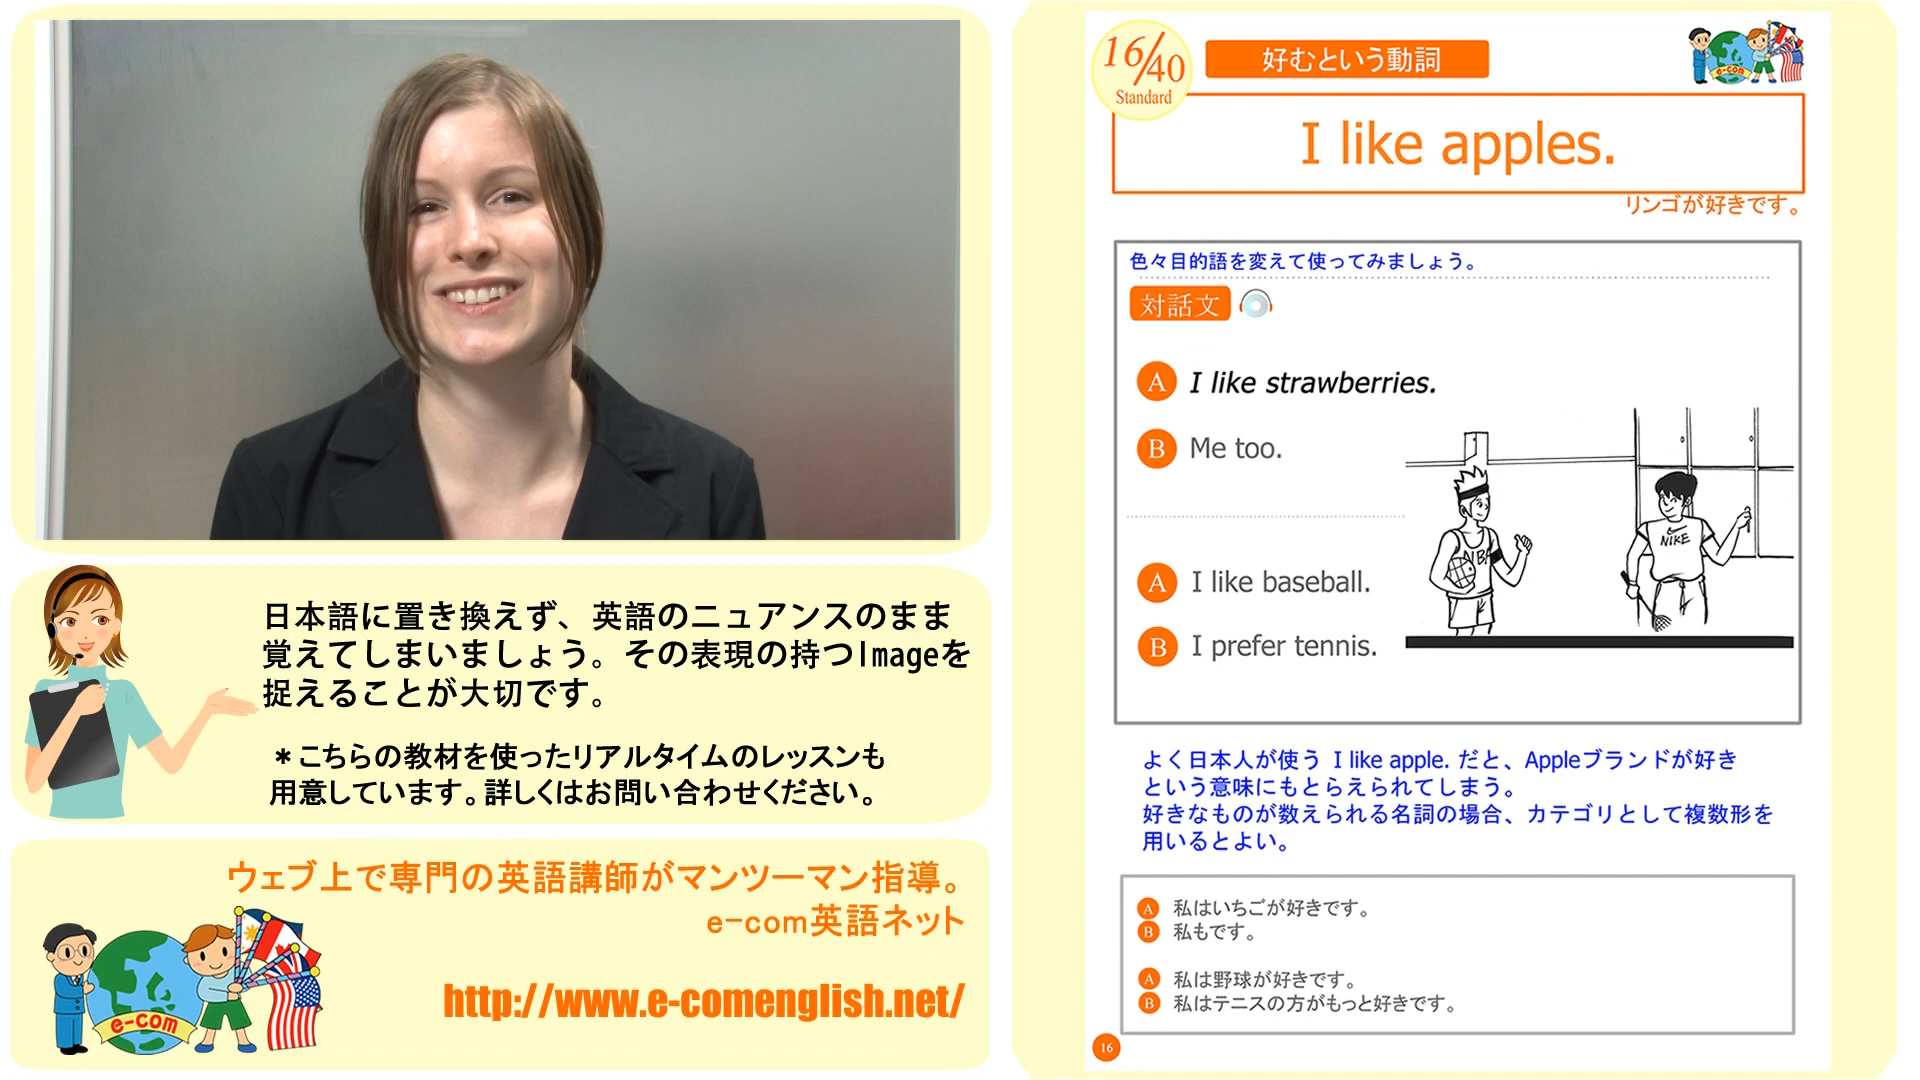 16/40
Standard
好むという動詞
e-com
I like apples.
リンゴが好きです。
色々目的語を変えて使ってみましょう。
対話文
A I like strawberries.
B Me too.
A I like baseball.
B I prefer tennis.
NBA
NIKE
よく日本人が使う I like apple. だと、Appleブランドが好き
という意味にもとらえられてしまう。
好きなものが数えられる名詞の場合、カテゴリとして複数形を
用いるとよい。
A 私はいちごが好きです。
B 私もです。
A 私は野球が好きです。
B 私はテニスの方がもっと好きです。
16
日本語に置き換えず、英語のニュアンスのまま
覚えてしまいましょう。その表現の持つImageを
捉えることが大切です。
＊こちらの教材を使ったリアルタイムのレッスンも
用意しています。詳しくはお問い合わせください。
ウェブ上で専門の英語講師がマンツーマン指導。
e-com英語ネット
e-com
http://www.e-comenglish.net/